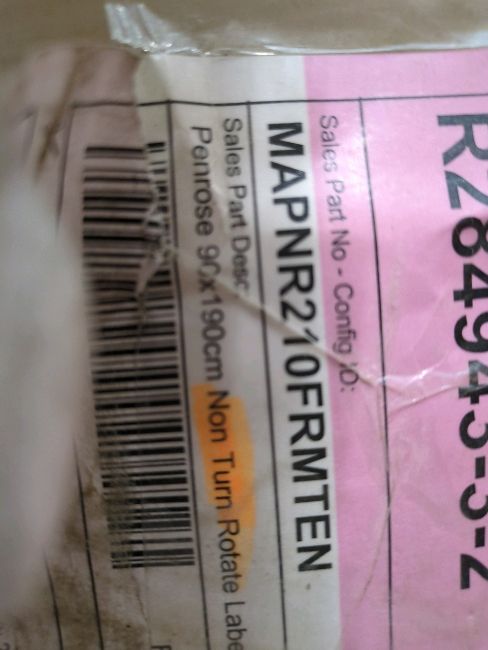 R284943-3-2
Sales Part No - Config ID:
MAPNR210FRMTEN
Sales Part Desc
Penrose 90x190cm Non Turn Rotate Labe